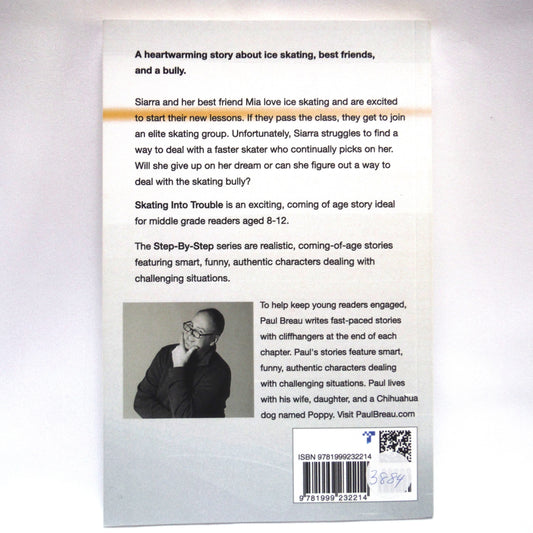 A heartwarming story about ice skating, best friends,
and a bully.
Siarra and her best friend Mia love ice skating and are excited
to start their new lessons. If they pass the class, they get to join
an elite skating group. Unfortunately, Siarra struggles to find a
way to deal with a faster skater who continually picks on her.
Will she give up on her dream or can she figure out a way to
deal with the skating bully?
Skating Into Trouble is an exciting, coming of age story ideal
for middle grade readers aged 8-12.
The Step-By-Step series are realistic, coming-of-age stories
featuring smart, funny, authentic characters dealing with
challenging situations.
To help keep young readers engaged,
Paul Breau writes fast-paced stories
with cliffhangers at the end of each
chapter. Paul's stories feature smart,
funny, authentic characters dealing
with challenging situations. Paul lives
with his wife, daughter, and a Chihuahua
dog named Poppy. Visit PaulBreau.com
ISBN 9781999232214
9 781999 232214
3884